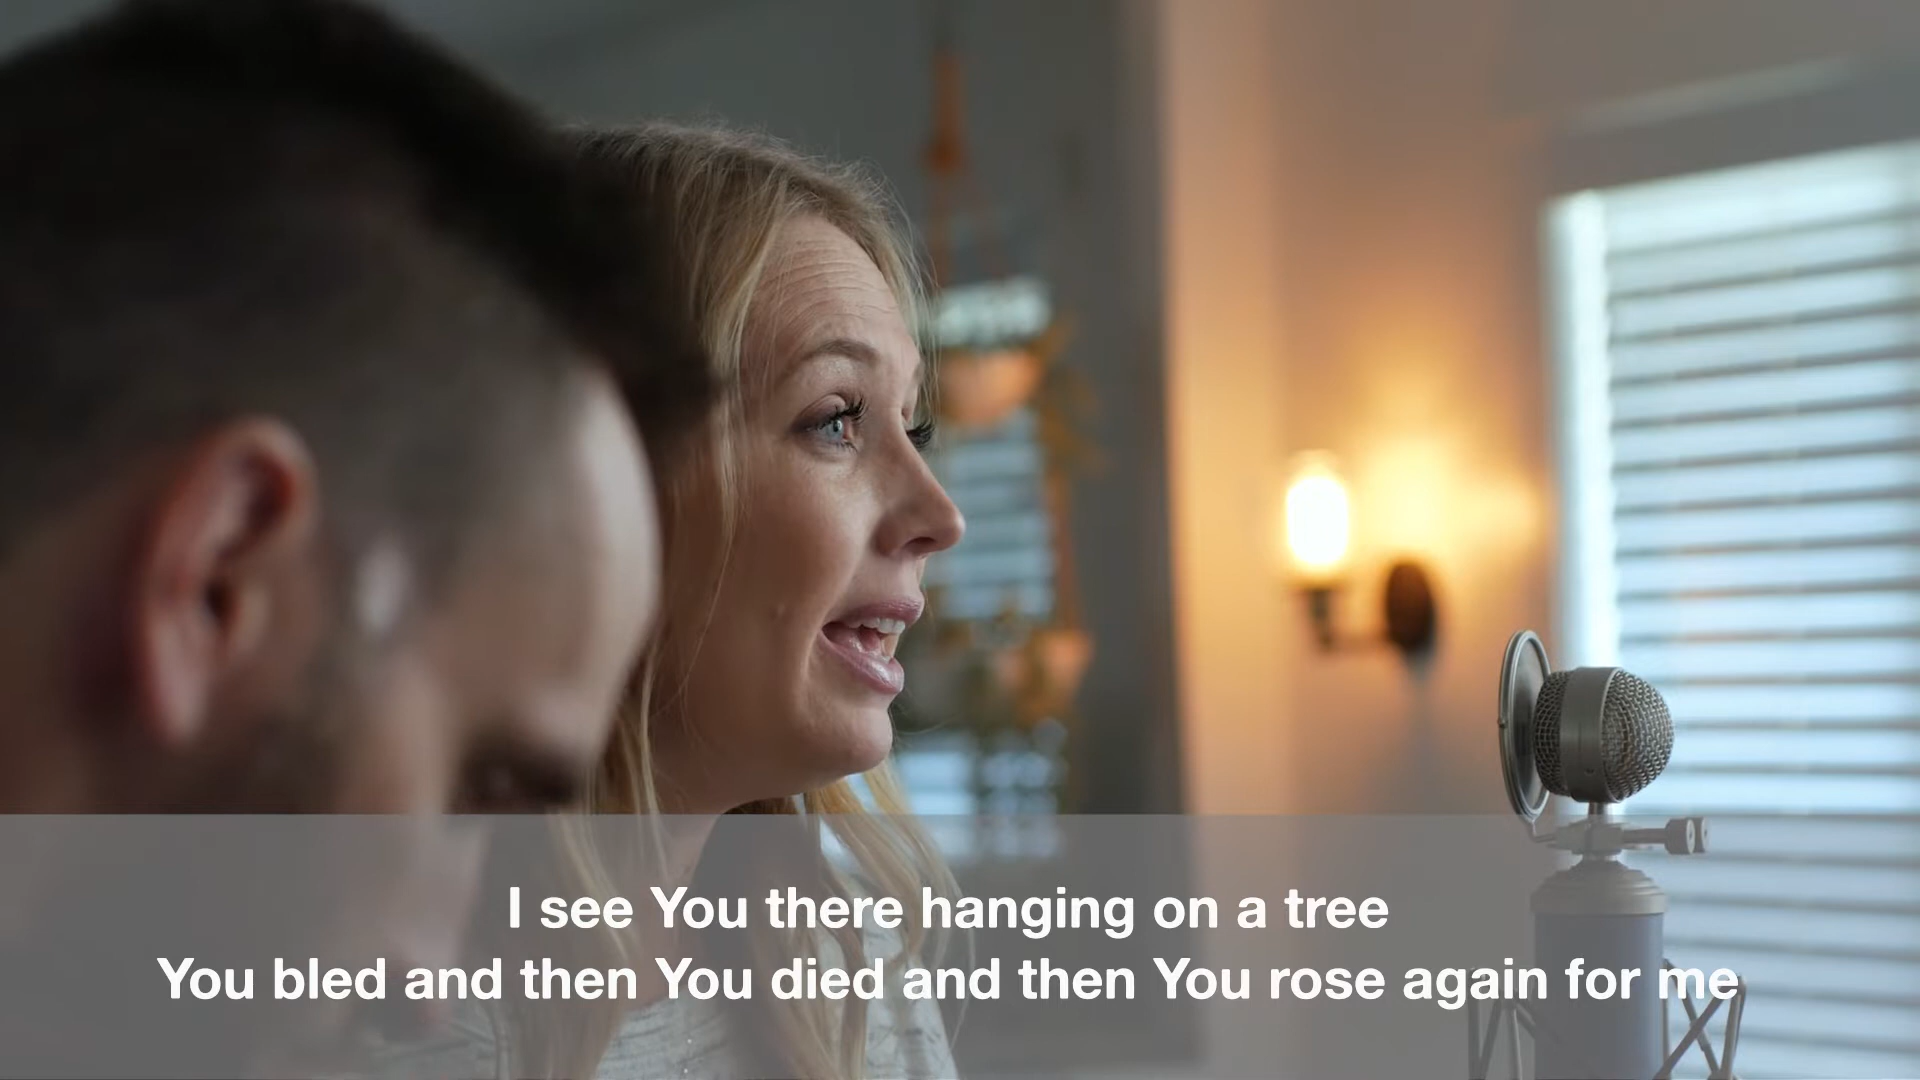 I see You there hanging on a tree
You bled and then You died and then You rose again for me